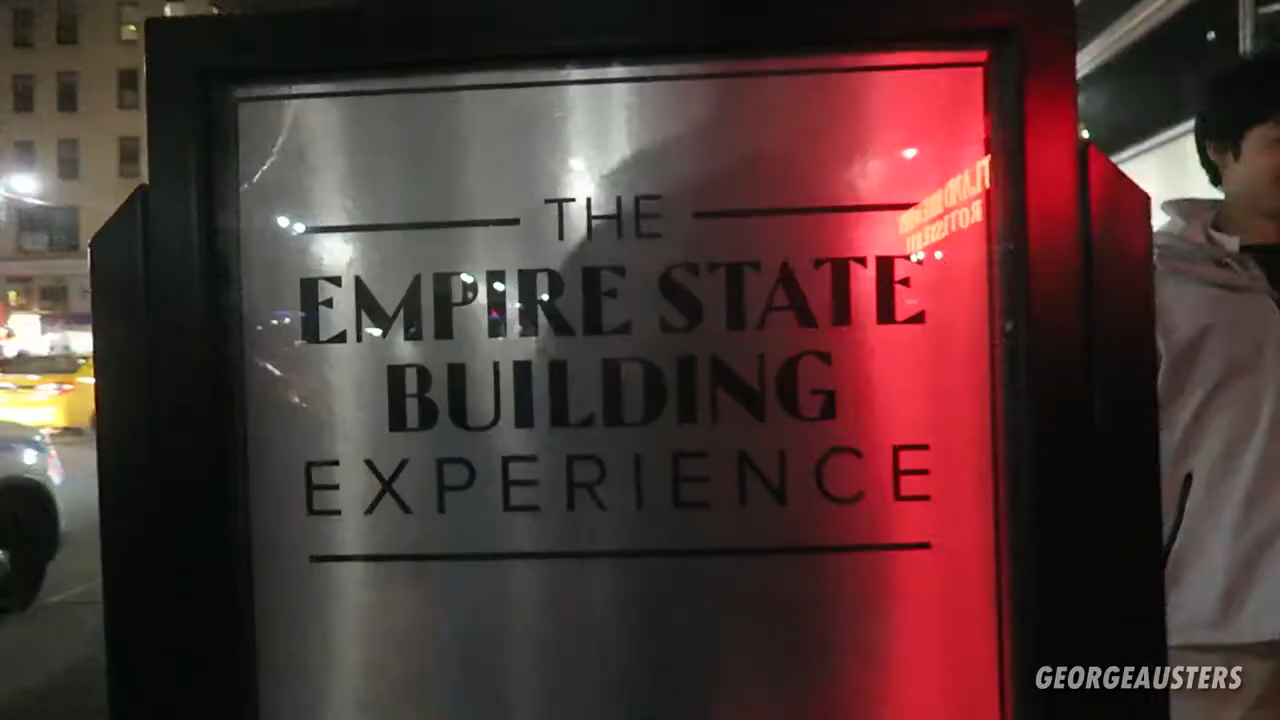 THE
EMPIRE STATE
BUILDING
EXPERIENCE
GEORGEAUSTERS